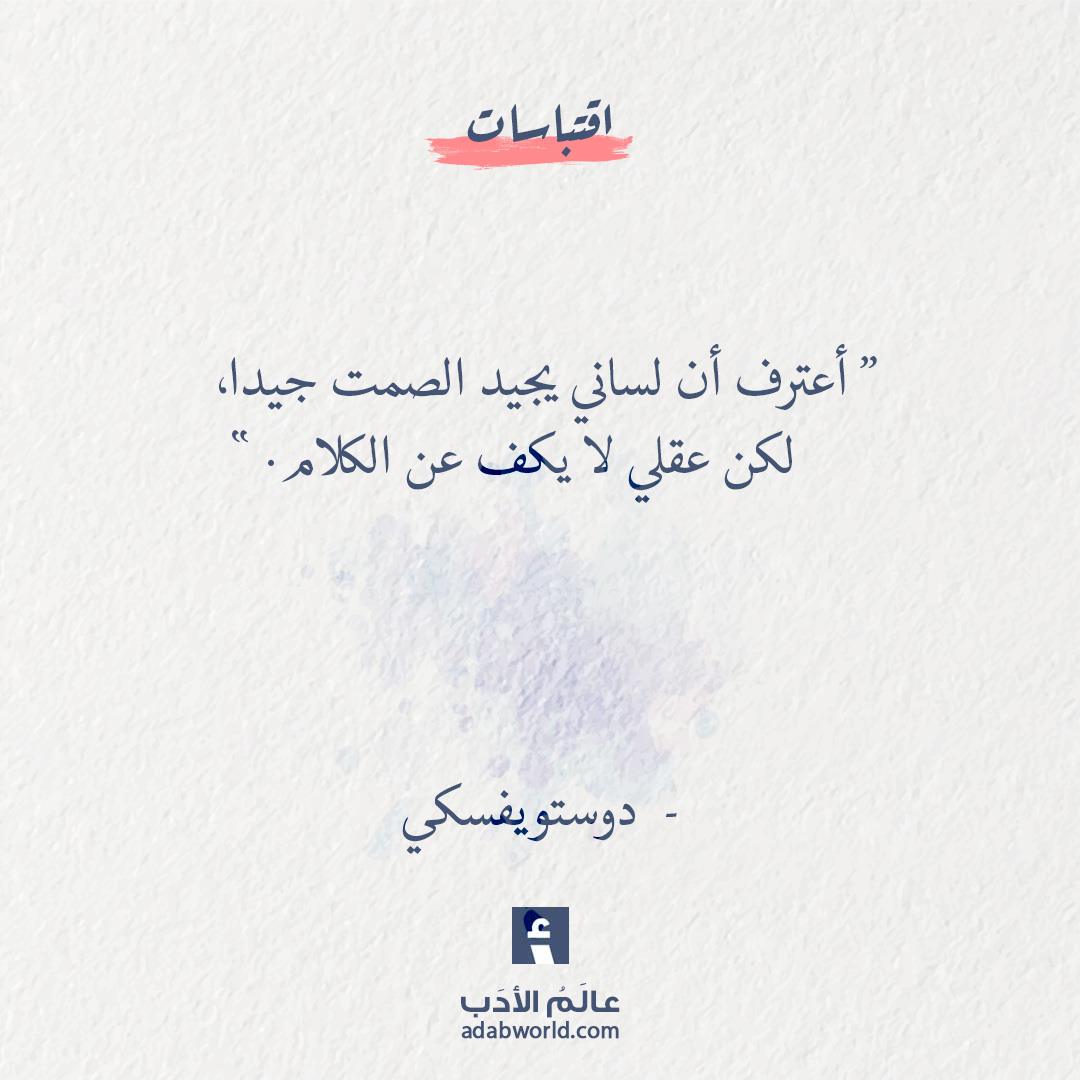 اقتباسات
” أعترف أن لساني يجيد الصمت جيدا،
لكن عقلي لا يكف عن الكلام . “
- دوستويفسكي
أ
عالَمُ الأدَب
adabworld.com